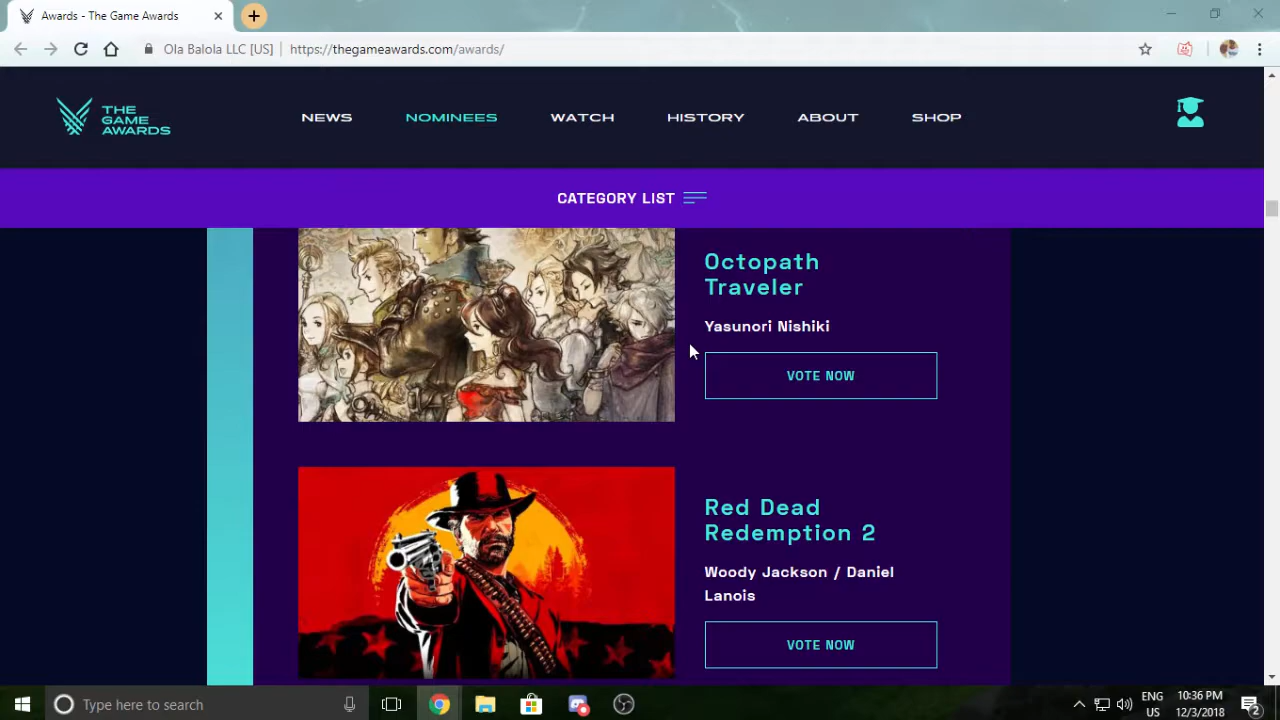 Awards - The Game Awards
Ola Balola LLC [US] | https://thegameawards.com/awards/
THE
GAME
AWARDS
NEWS
NOMINEES
WATCH
HISTORY
ABOUT
SHOP
CATEGORY LIST
Octopath
Traveler
Yasunori Nishiki
VOTE NOW
Red Dead
Redemption 2
Woody Jackson / Daniel
Lanois
VOTE NOW
Type here to search
ENG
US
10:36 PM
12/3/2018
2